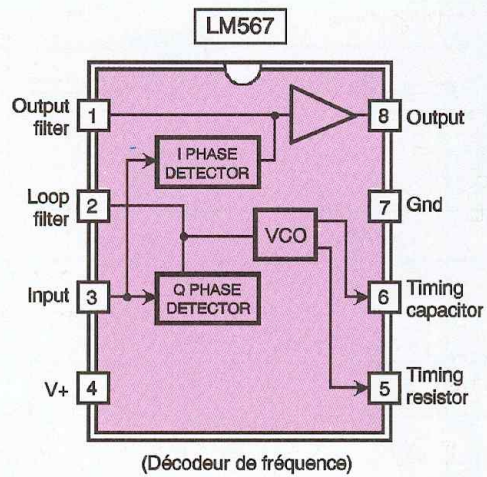 LM567
Output
filter
1
8
Output
I PHASE
DETECTOR
Loop
filter
2
7
Gnd
VCO
Input
3
Q PHASE
DETECTOR
6
Timing
capacitor
V+
4
5
Timing
resistor
(Décodeur de fréquence)